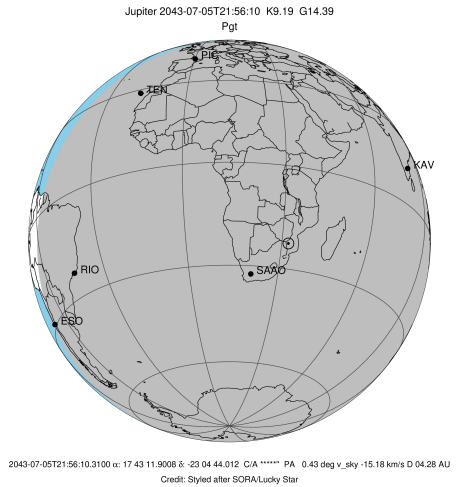 Jupiter 2043-07-05T21:56:10 K9.19 G14.39
Pgt
PIC
TEN
KAV
RIO
SAAO
ESO
2043-07-05T21:56:10.3100 α: 17 43 11.9008 δ: -23 04 44.012 C/A *****" PA 0.43 deg v_sky -15.18 km/s D 04.28 AU
Credit: Styled after SORA/Lucky Star